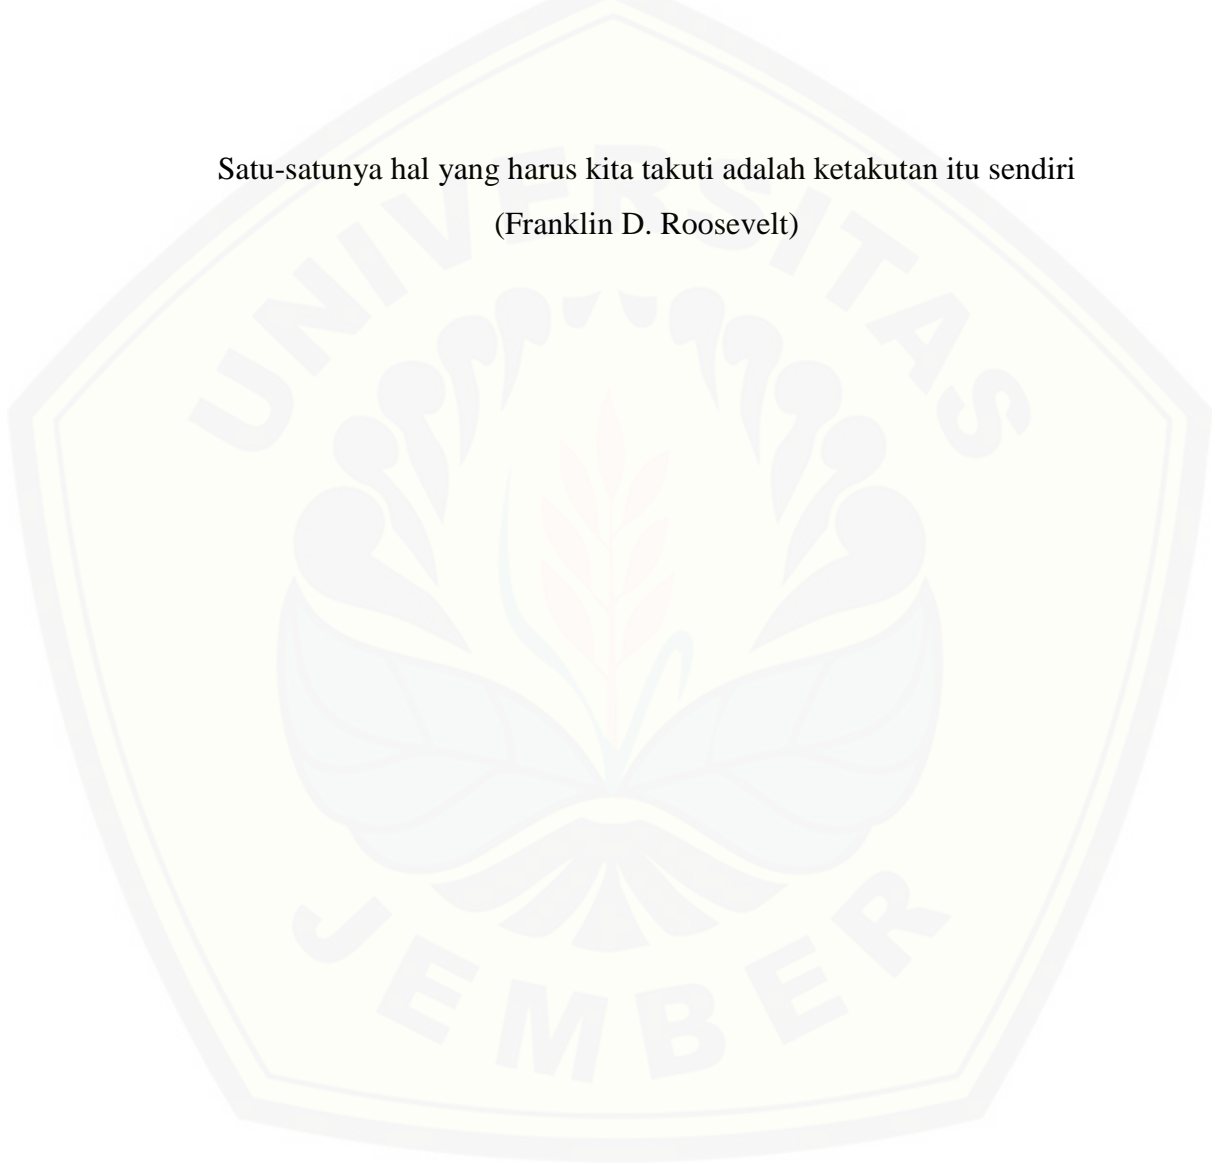 Satu-satunya hal yang harus kita takuti adalah ketakutan itu sendiri
(Franklin D. Roosevelt)
UNIVERSITAS
JEMBER